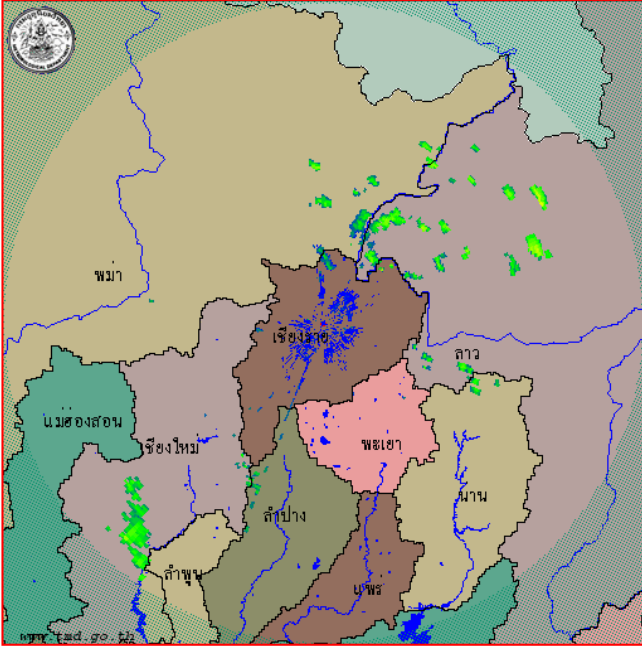 พม่า
เชียงราย
ลาว
แม่ฮ่องสอน
เชียงใหม่
พะเยา
น่าน
ลำปาง
ลำพูน
แพร่
www.tmd.go.th